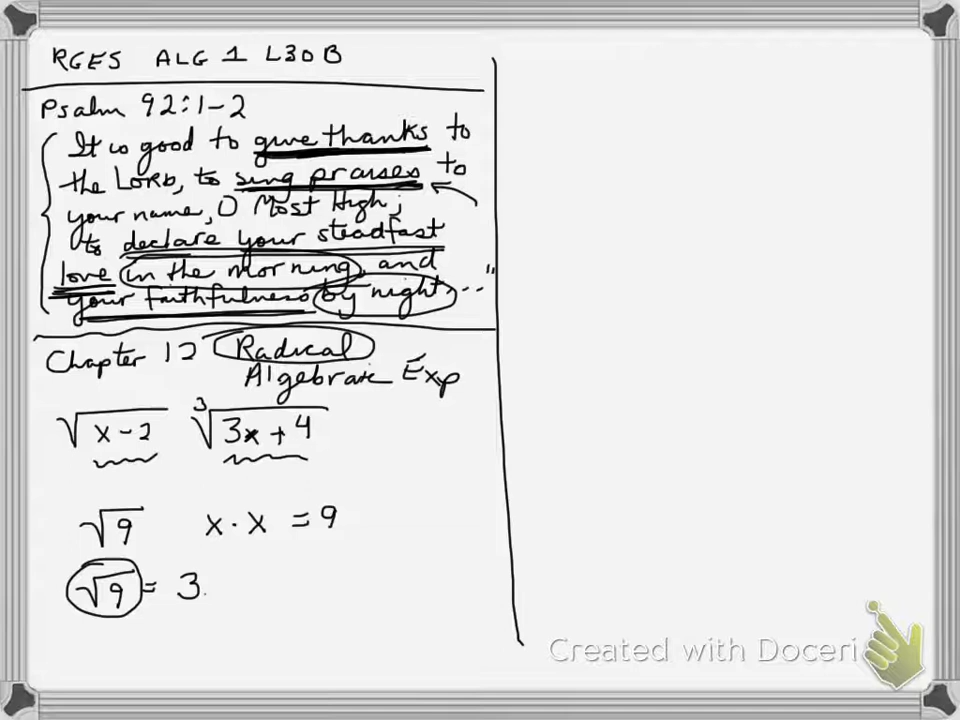 RGES ALG 1 L30B
Psalm 92:1-2
It is good to give thanks to
the LORD, to sing praises to
your name, O Most High;
to declare your steadfast
love in the morning, and
your faithfulness by night, ..."
Chapter 12 Radical
Algebraic Exp
√x-2 ³√3x+4
√9 x·x = 9
√9 = 3
Created with Doceri